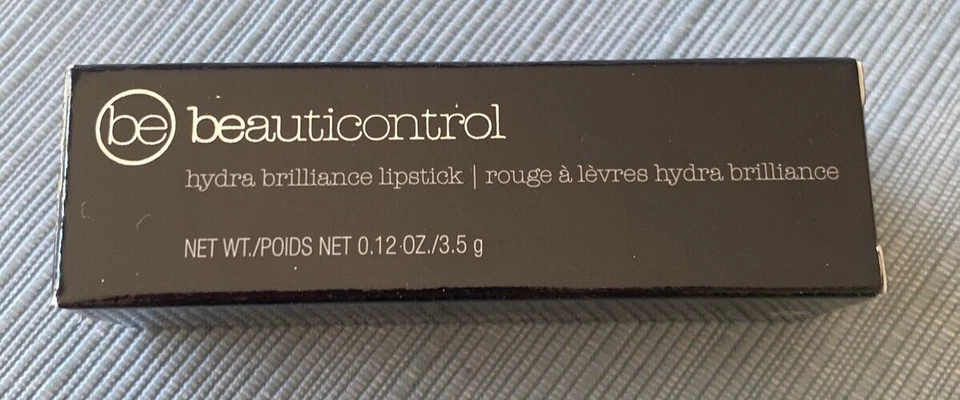 be beauticontrol
hydra brilliance lipstick | rouge à lèvres hydra brilliance
NET WT./POIDS NET 0.12 OZ./3.5 g